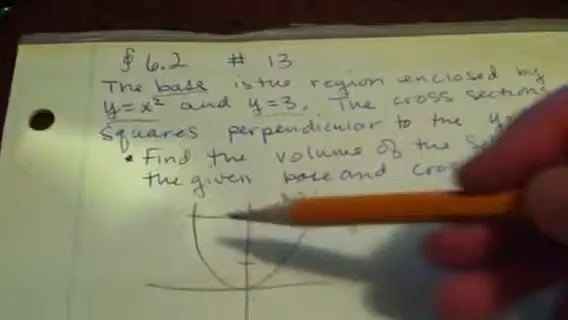 § 6.2 # 13
The base is the region enclosed by
y = x² and y = 3. The cross sections
squares perpendicular to the
• Find the volume of the
the given base and